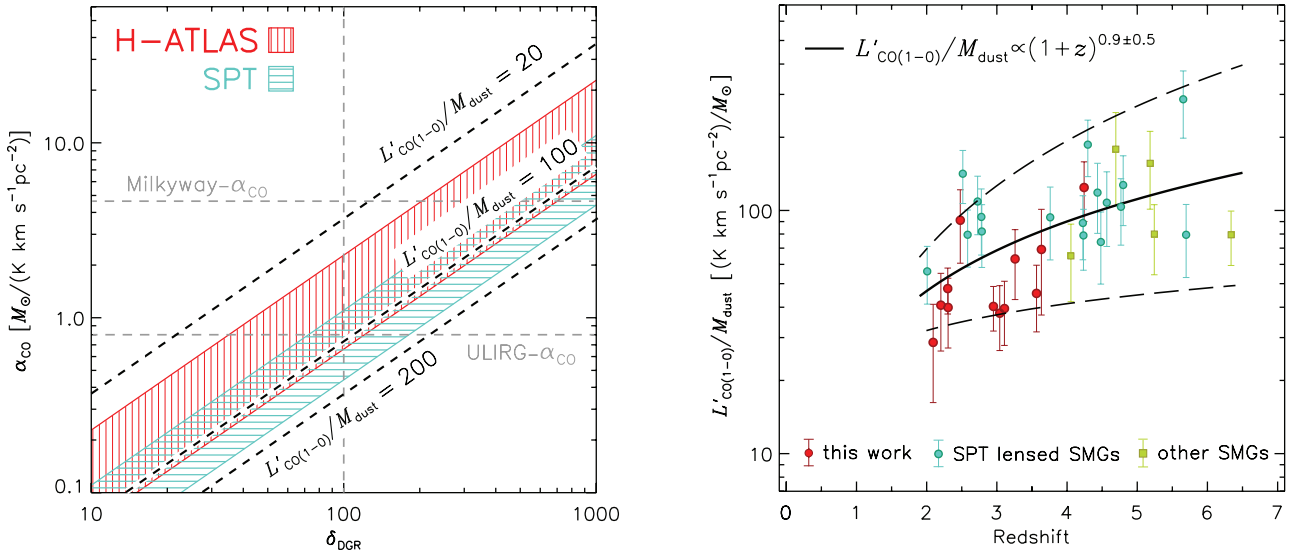 H-ATLAS
SPT
L′CO(1-0)/Mdust = 20
L′CO(1-0)/Mdust = 100
L′CO(1-0)/Mdust = 200
Milkyway-αCO
ULIRG-αCO
αCO [M⊙/(K km s⁻¹pc⁻²)]
10.0
1.0
0.1
10
100
1000
δDGR
L′CO(1-0)/Mdust∝(1+z)^0.9±0.5
L′CO(1-0)/Mdust [(K km s⁻¹ pc⁻²)/M⊙]
100
10
this work
SPT lensed SMGs
other SMGs
0
1
2
3
4
5
6
7
Redshift